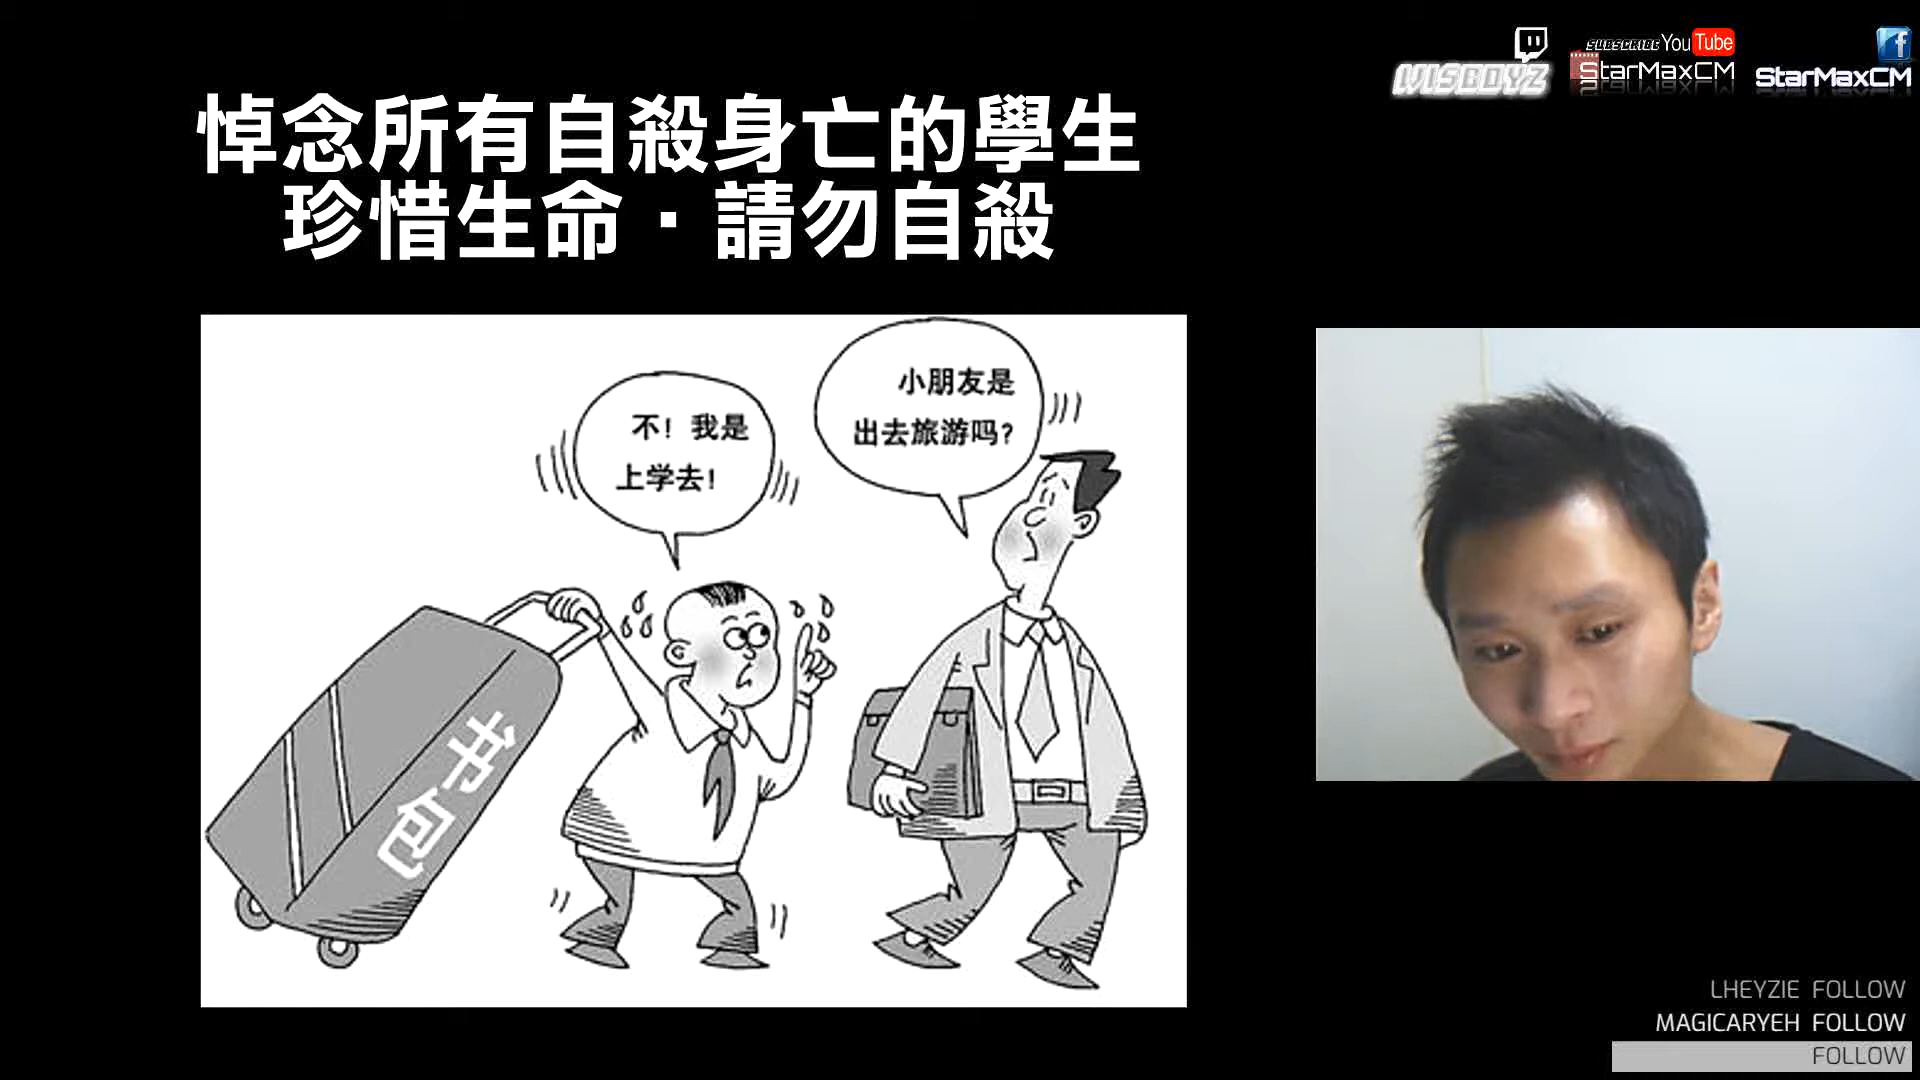 悼念所有自殺身亡的學生
珍惜生命·請勿自殺
WISBOYZ
SUBSCRIBE YouTube
StarMaxCM
StarMaxCM
小朋友是
出去旅游吗?
不! 我是
上学去!
书包
LHEYZIE FOLLOW
MAGICARYEH FOLLOW
FOLLOW